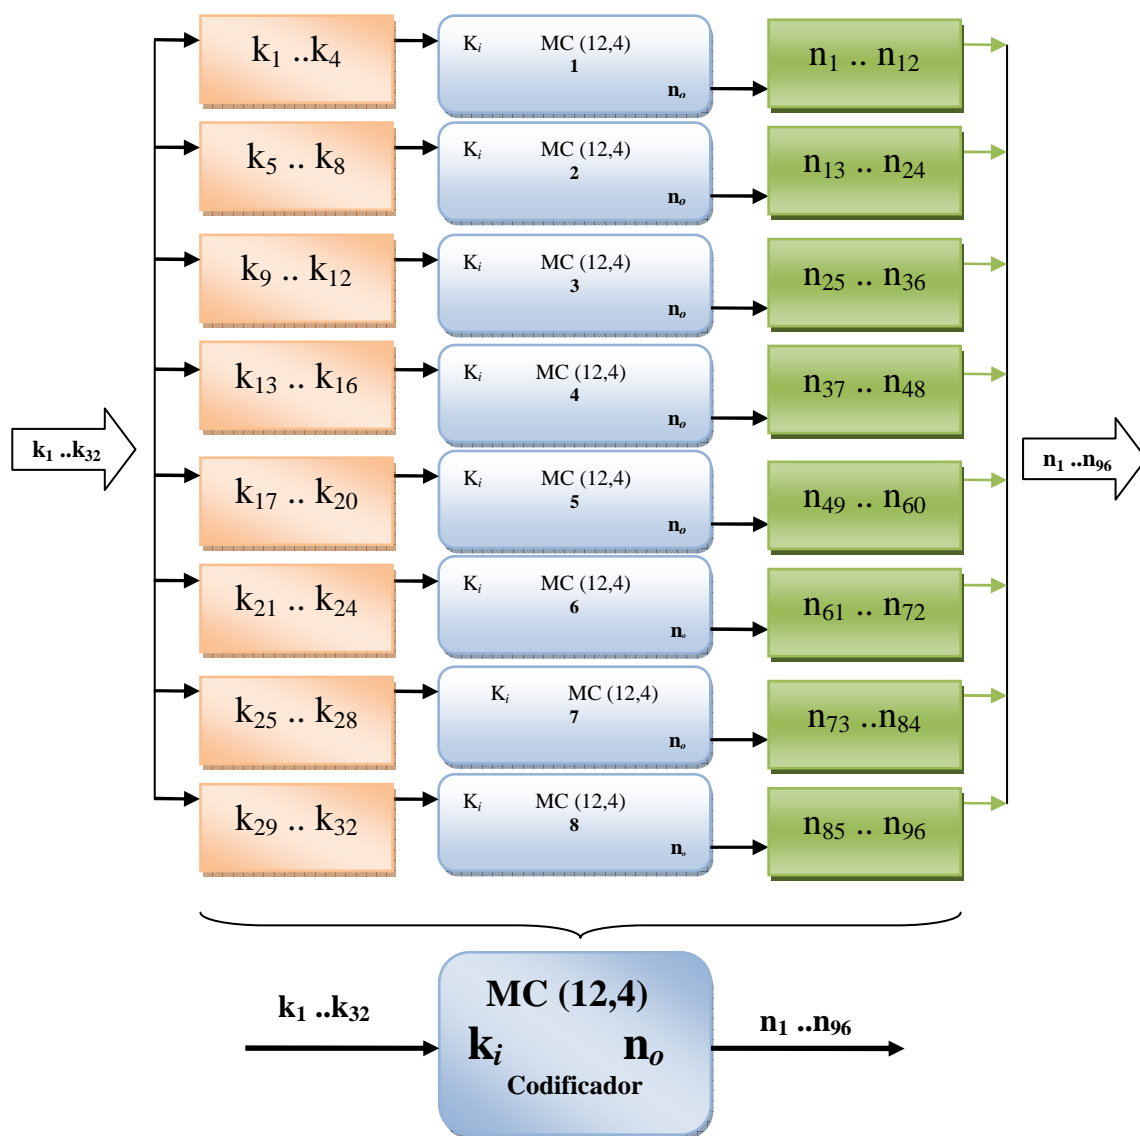 k1 ..k32
k1 ..k4
Ki MC (12,4)
1
no
n1 .. n12
k5 .. k8
Ki MC (12,4)
2
no
n13 .. n24
k9 .. k12
Ki MC (12,4)
3
no
n25 .. n36
k13 .. k16
Ki MC (12,4)
4
no
n37 .. n48
k17 .. k20
Ki MC (12,4)
5
no
n49 .. n60
k21 .. k24
Ki MC (12,4)
6
no
n61 .. n72
k25 .. k28
Ki MC (12,4)
7
no
n73 ..n84
k29 .. k32
Ki MC (12,4)
8
no
n85 .. n96
n1 ..n96
k1 ..k32
MC (12,4)
ki no
Codificador
n1 ..n96